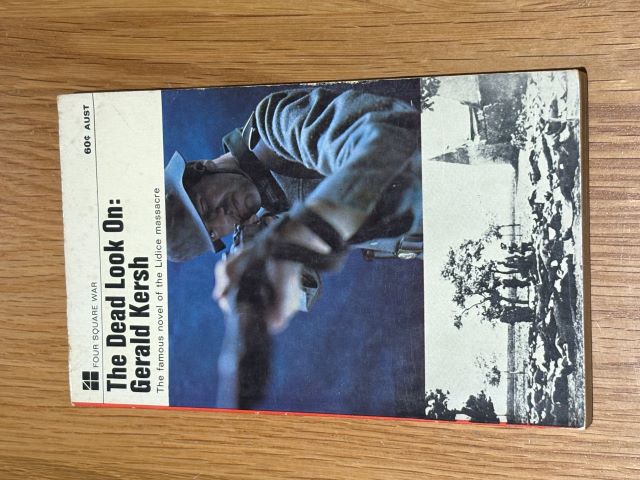 FOUR SQUARE WAR
60¢ AUST
The Dead Look On:
Gerald Kersh
The famous novel of the Lidice massacre